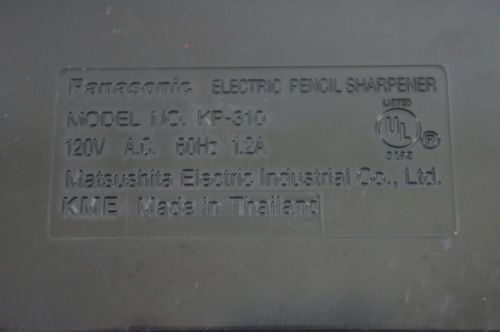 Panasonic ELECTRIC PENCIL SHARPENER
MODEL NO. KP-310
LISTED
UL ®
120V A.C. 60Hz 1.2A
Matsushita Electric Industrial Co., Ltd.
KME Made in Thailand